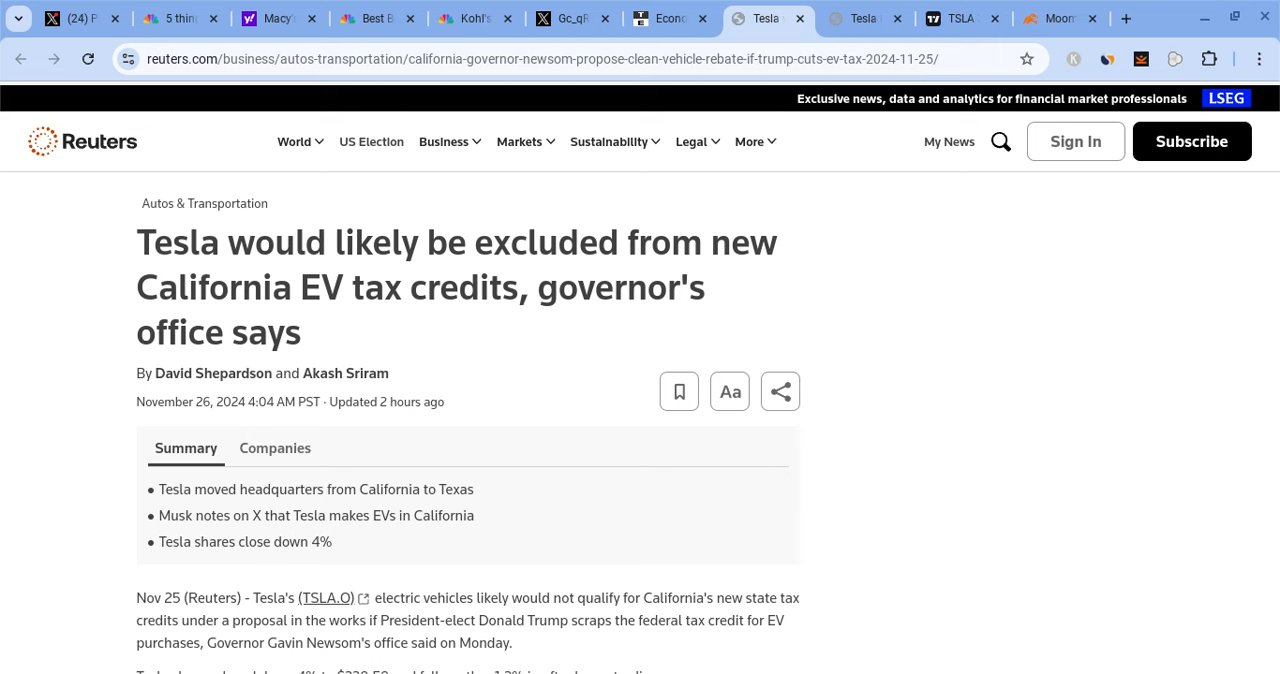 (24) P
5 thin
Macy'
Best B
Kohl's
Gc_qR
Econo
Tesla
Tesla
TSLA
Moom
reuters.com/business/autos-transportation/california-governor-newsom-propose-clean-vehicle-rebate-if-trump-cuts-ev-tax-2024-11-25/
Exclusive news, data and analytics for financial market professionals LSEG
Reuters World US Election Business Markets Sustainability Legal More My News Sign In Subscribe
Autos & Transportation
Tesla would likely be excluded from new
California EV tax credits, governor's
office says
By David Shepardson and Akash Sriram
November 26, 2024 4:04 AM PST · Updated 2 hours ago
Aa
Summary Companies
• Tesla moved headquarters from California to Texas
• Musk notes on X that Tesla makes EVs in California
• Tesla shares close down 4%
Nov 25 (Reuters) - Tesla's (TSLA.O) electric vehicles likely would not qualify for California's new state tax
credits under a proposal in the works if President-elect Donald Trump scraps the federal tax credit for EV
purchases, Governor Gavin Newsom's office said on Monday.